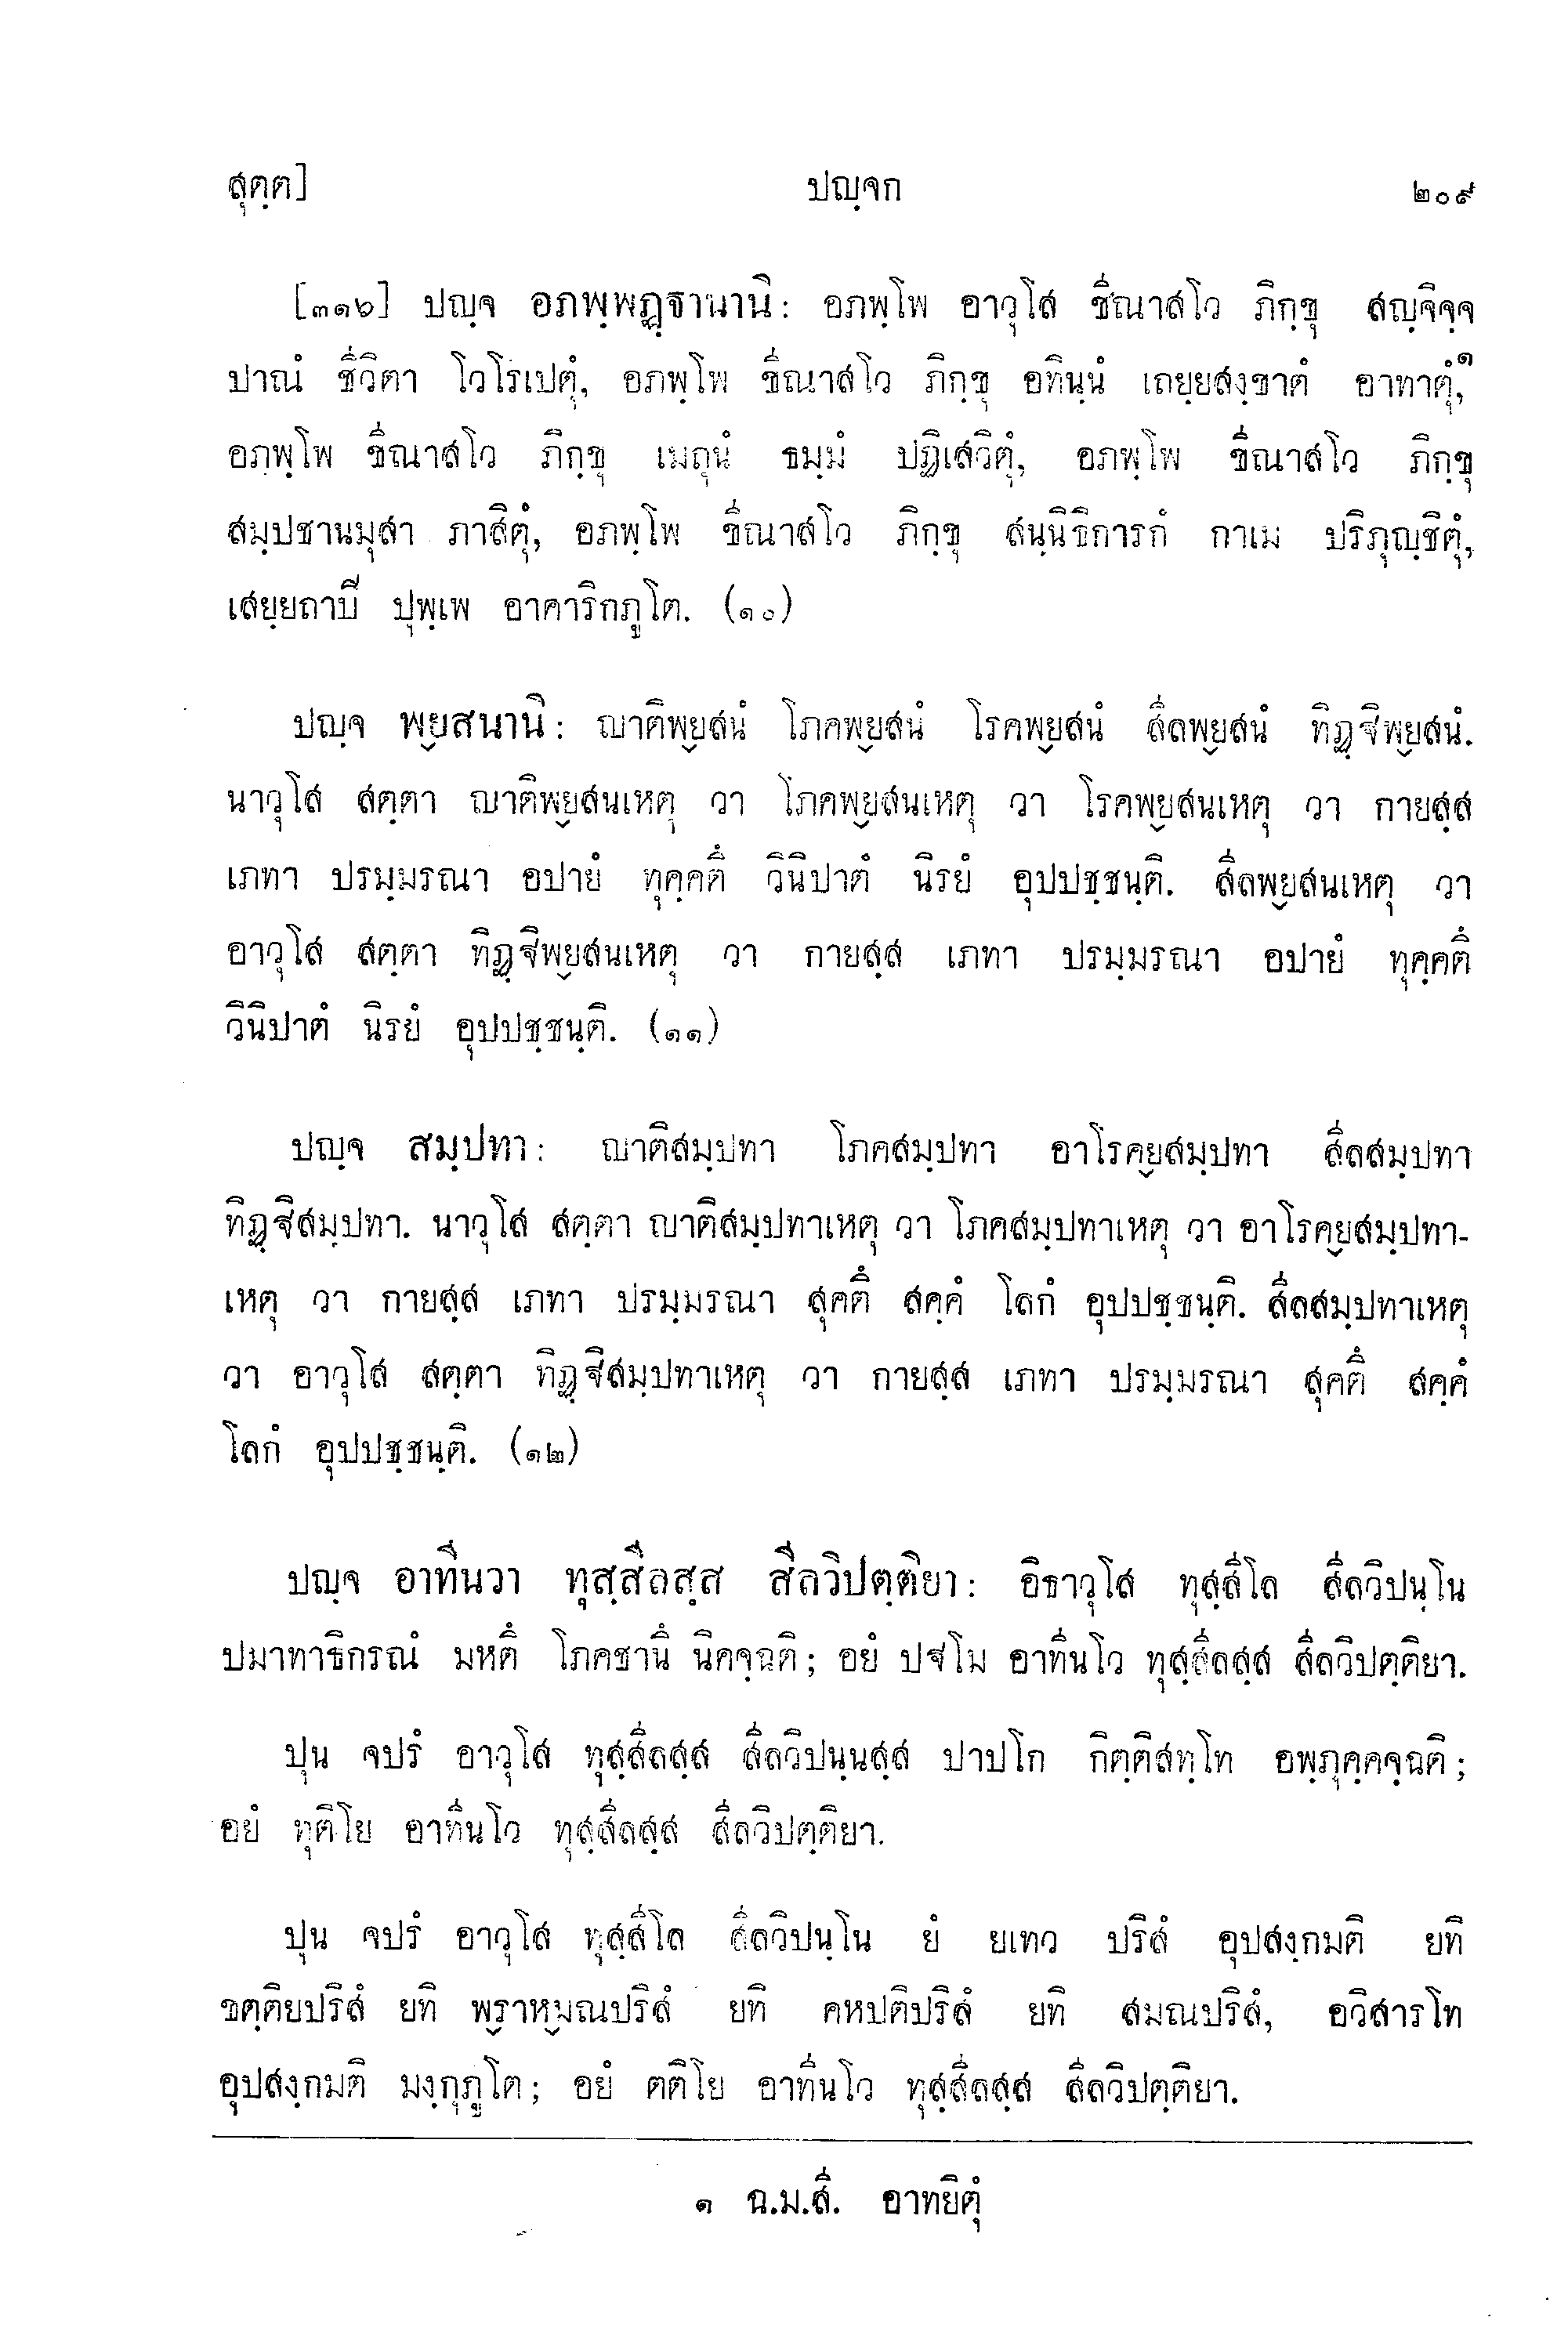 สุตฺต] ปญฺจก ๒๐๙
[๓๑๖] ปญฺจ อภพฺพฏฺฐานานิ: อภพฺโพ อาวุโส ขีณาสโว ภิกฺขุ สญฺจิจฺจ
ปาณํ ชีวิตา โวโรเปตุํ, อภพฺโพ ขีณาสโว ภิกฺขุ อทินฺนํ เถยฺยสงฺขาตํ อาทาตุํ,๑
อภพฺโพ ขีณาสโว ภิกฺขุ เมถุนํ ธมฺมํ ปฏิเสวิตุํ, อภพฺโพ ขีณาสโว ภิกฺขุ
สมฺปชานมุสา ภาสิตุํ, อภพฺโพ ขีณาสโว ภิกฺขุ สนฺนิธิการกํ กาเม ปริภุญฺชิตุํ,
เสยฺยถาปิ ปุพฺเพ อาคาริกภูโต. (๑๐)
ปญฺจ พฺยสนานิ: ญาติพฺยสนํ โภคพฺยสนํ โรคพฺยสนํ สีลพฺยสนํ ทิฏฺฐิพฺยสนํ.
นาวุโส สตฺตา ญาติพฺยสนเหตุ วา โภคพฺยสนเหตุ วา โรคพฺยสนเหตุ วา กายสฺส
เภทา ปรมฺมรณา อปายํ ทุคฺคตึ วินิปาตํ นิรยํ อุปปชฺชนฺติ. สีลพฺยสนเหตุ วา
อาวุโส สตฺตา ทิฏฺฐิพฺยสนเหตุ วา กายสฺส เภทา ปรมฺมรณา อปายํ ทุคฺคตึ
วินิปาตํ นิรยํ อุปปชฺชนฺติ. (๑๑)
ปญฺจ สมฺปทา: ญาติสมฺปทา โภคสมฺปทา อาโรคฺยสมฺปทา สีลสมฺปทา
ทิฏฺฐิสมฺปทา. นาวุโส สตฺตา ญาติสมฺปทาเหตุ วา โภคสมฺปทาเหตุ วา อาโรคฺยสมฺปทา-
เหตุ วา กายสฺส เภทา ปรมฺมรณา สุคตึ สคฺคํ โลกํ อุปปชฺชนฺติ. สีลสมฺปทาเหตุ
วา อาวุโส สตฺตา ทิฏฺฐิสมฺปทาเหตุ วา กายสฺส เภทา ปรมฺมรณา สุคตึ สคฺคํ
โลกํ อุปปชฺชนฺติ. (๑๒)
ปญฺจ อาทีนวา ทุสฺสีลสฺส สีลวิปตฺติยา: อิธาวุโส ทุสฺสีโล สีลวิปนฺโน
ปมาทาธิกรณํ มหตึ โภคชานึ นิคจฺฉติ; อยํ ปฐโม อาทีนโว ทุสฺสีลสฺส สีลวิปตฺติยา.
ปุน จปรํ อาวุโส ทุสฺสีลสฺส สีลวิปนฺนสฺส ปาปโก กิตฺติสทฺโท อพฺภุคฺคจฺฉติ;
อยํ ทุติโย อาทีนโว ทุสฺสีลสฺส สีลวิปตฺติยา.
ปุน จปรํ อาวุโส ทุสฺสีโล สีลวิปนฺโน ยํ ยเทว ปริสํ อุปสงฺกมติ ยทิ
ขตฺติยปริสํ ยทิ พฺราหฺมณปริสํ ยทิ คหปติปริสํ ยทิ สมณปริสํ, อวิสารโท
อุปสงฺกมติ มงฺกุภูโต; อยํ ตติโย อาทีนโว ทุสฺสีลสฺส สีลวิปตฺติยา.
๑ ฉ.ม.สี. อาทยิตุํ